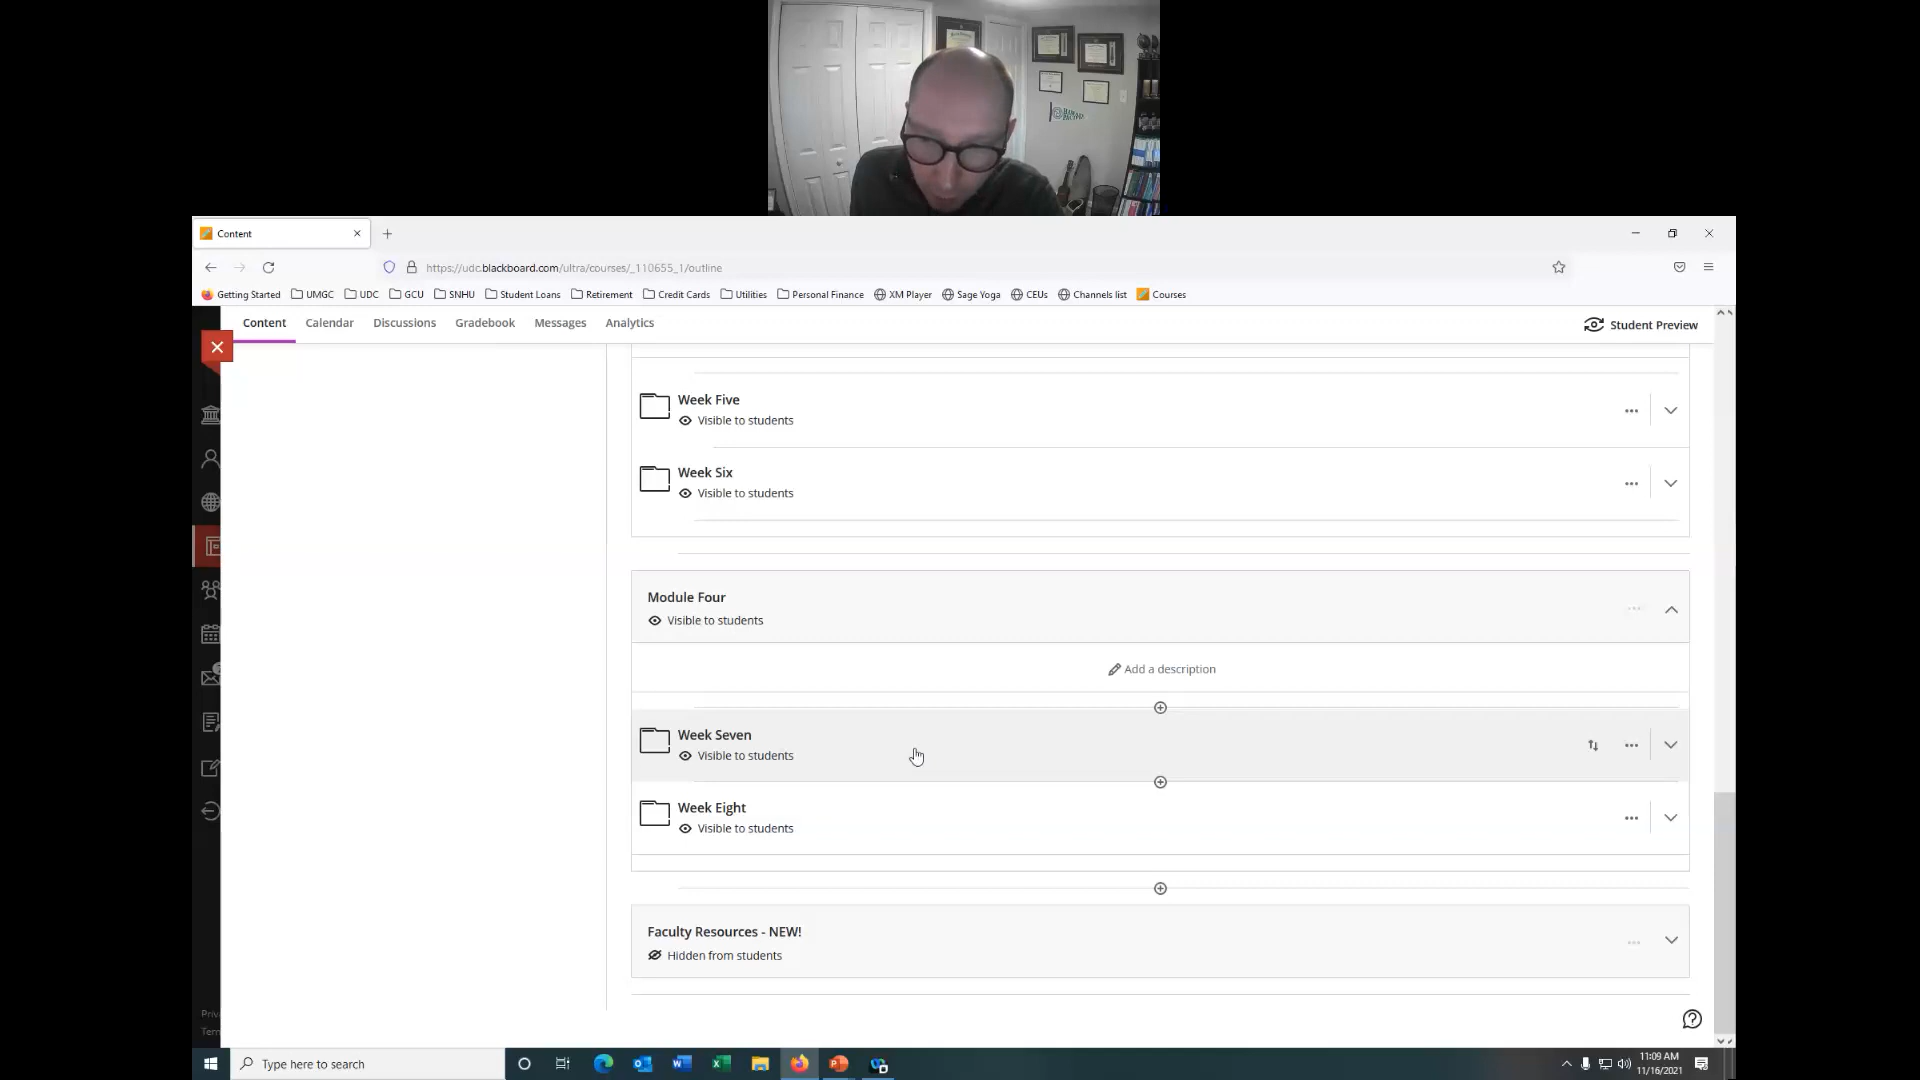 Content
https://udc.blackboard.com/ultra/courses/_110655_1/outline
Getting Started UMGC UDC GCU SNHU Student Loans Retirement Credit Cards Utilities Personal Finance XM Player Sage Yoga CEUs Channels list Courses
Content Calendar Discussions Gradebook Messages Analytics
Student Preview
Week Five
Visible to students
Week Six
Visible to students
Module Four
Visible to students
Add a description
Week Seven
Visible to students
Week Eight
Visible to students
Faculty Resources - NEW!
Hidden from students
Priv
Term
Type here to search
11:09 AM
11/16/2021